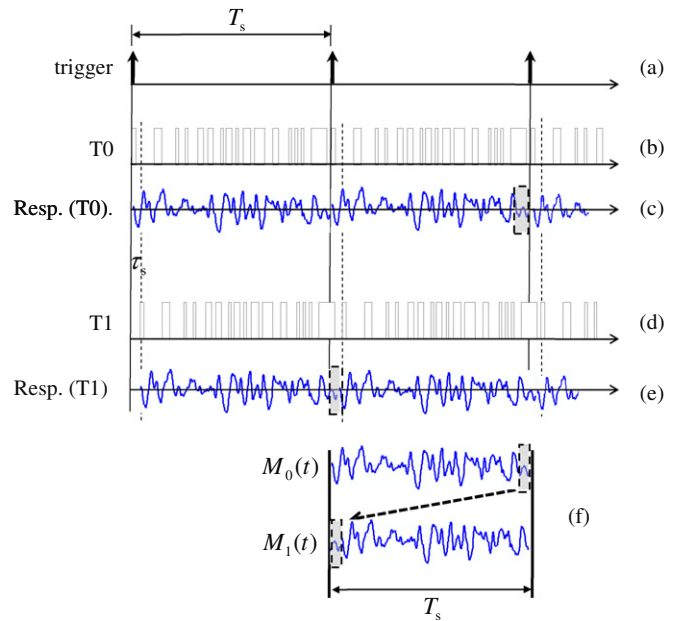 T_s
trigger (a)
T0 (b)
Resp. (T0). (c)
τ_s
T1 (d)
Resp. (T1) (e)
M_0(t)
(f)
M_1(t)
T_s